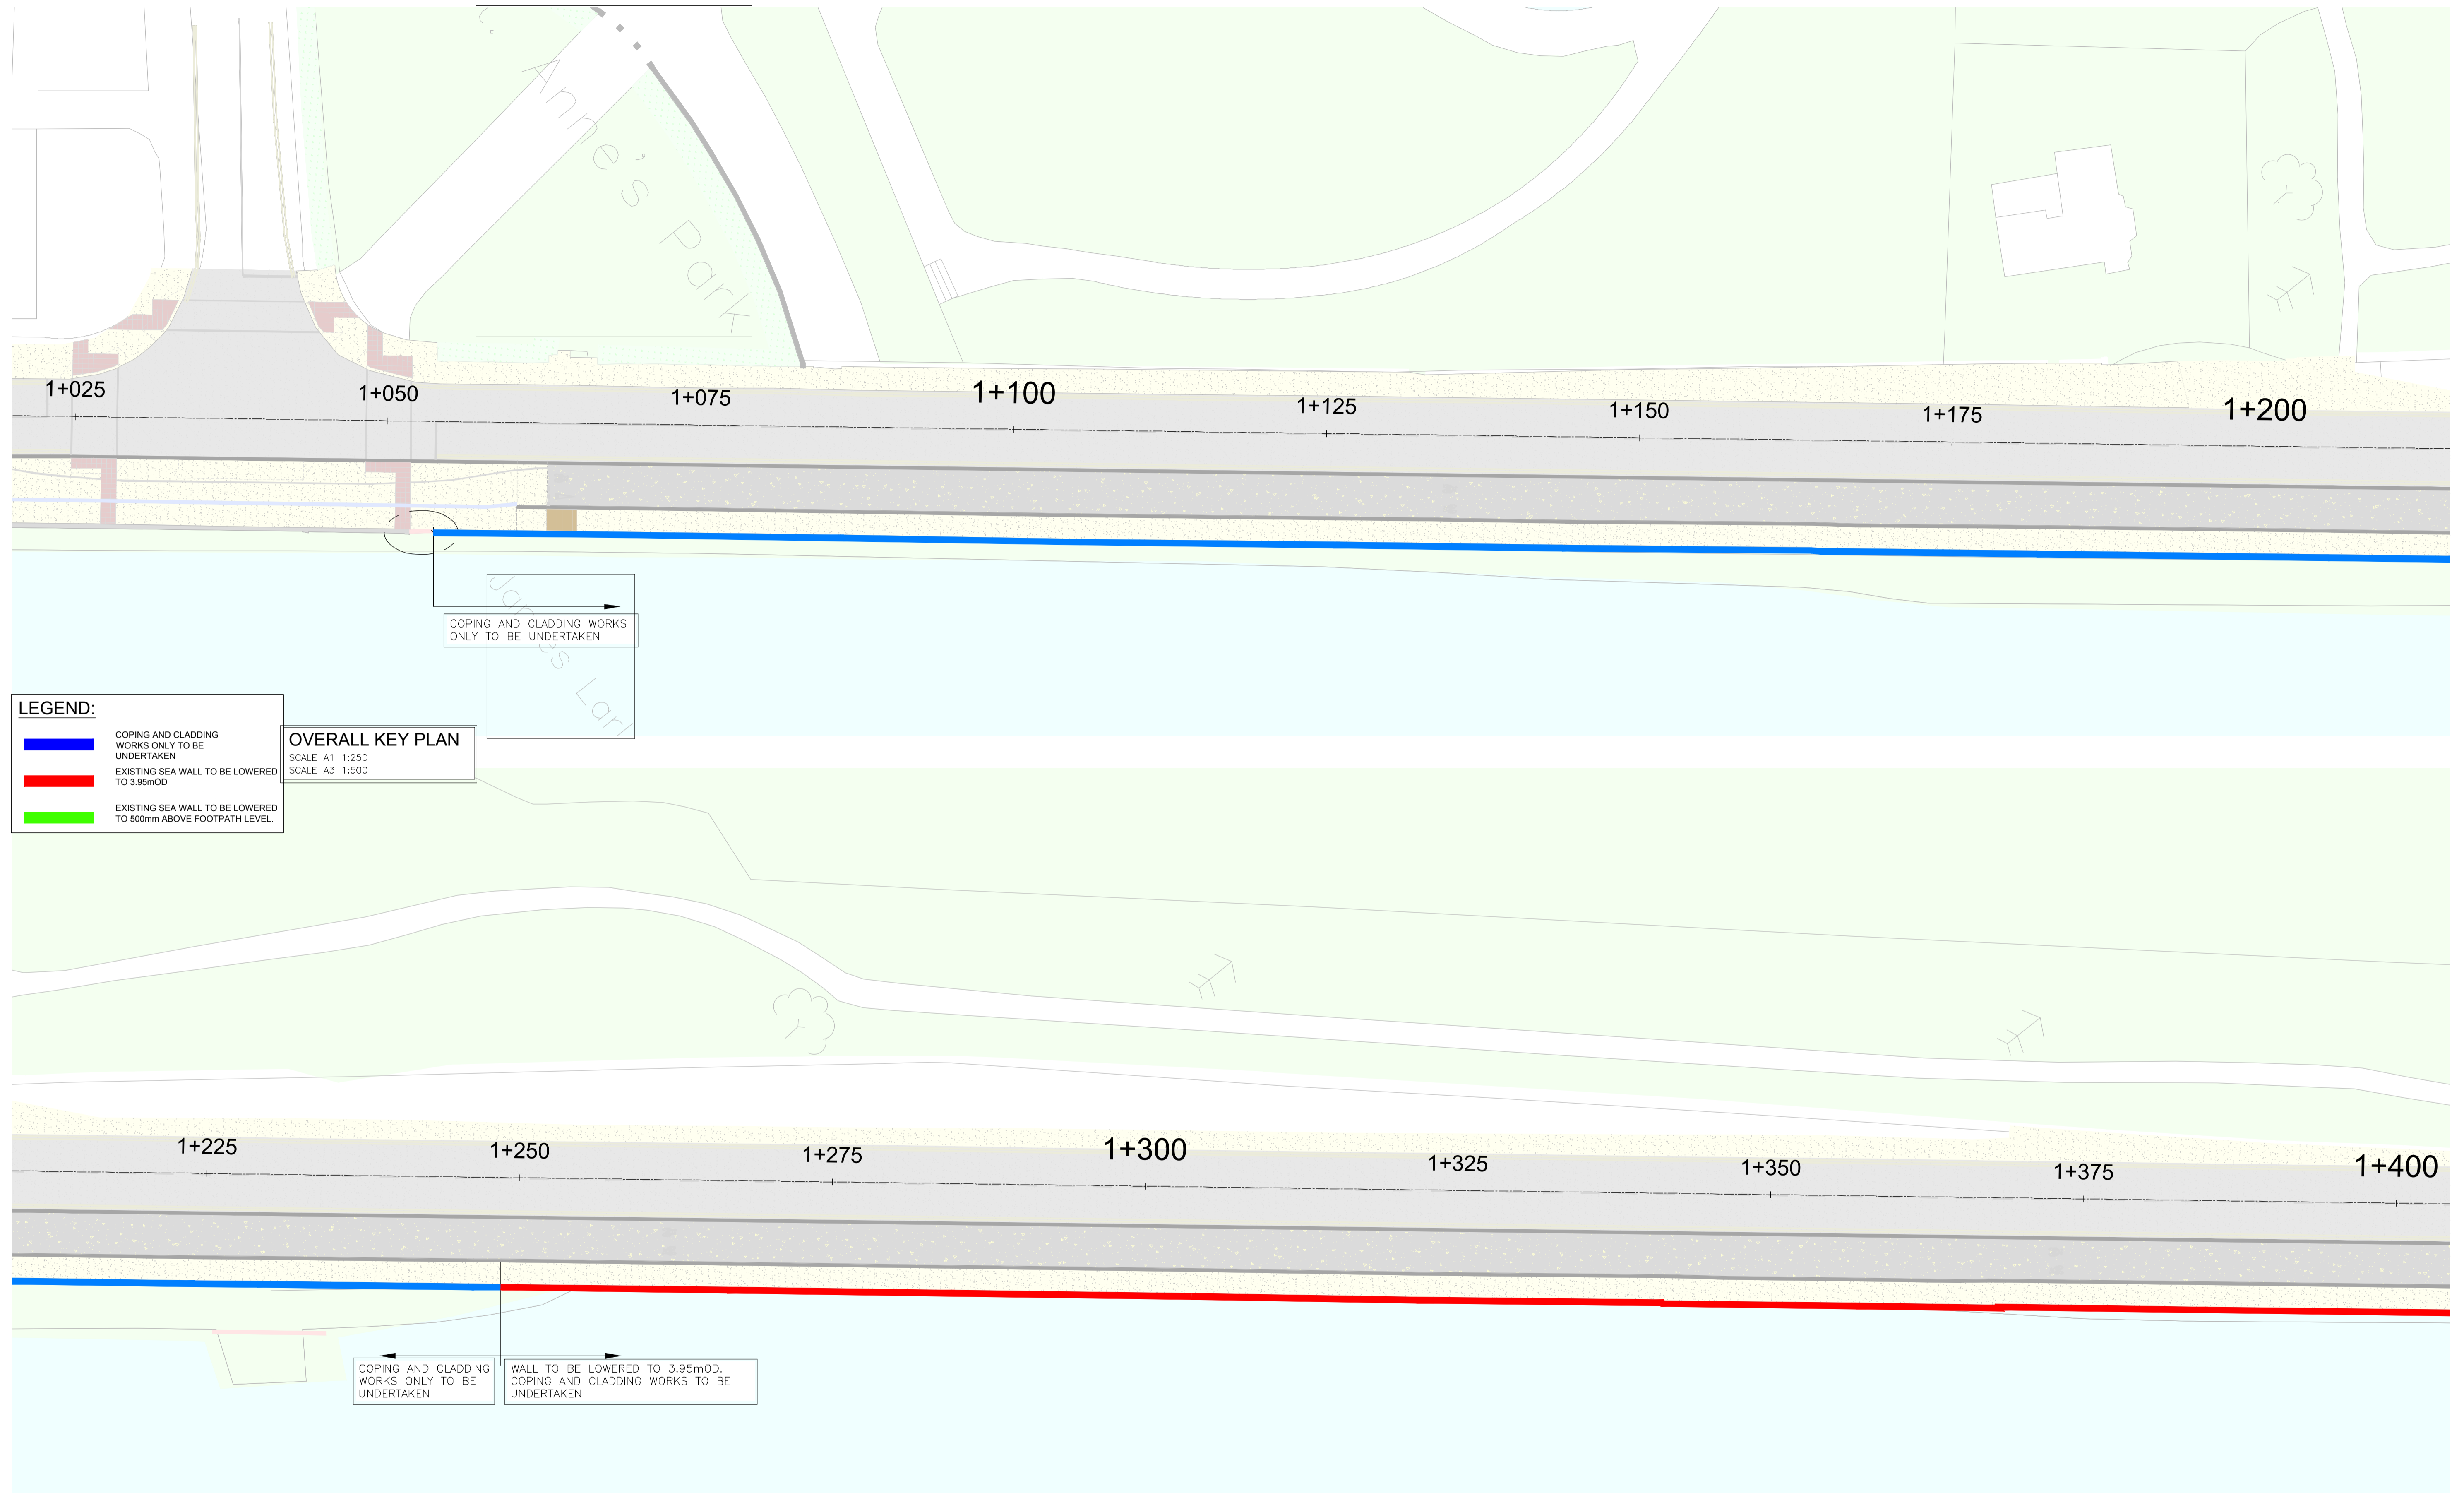 Anne's Park
1+025
1+050
1+075
1+100
1+125
1+150
1+175
1+200
COPING AND CLADDING WORKS
ONLY TO BE UNDERTAKEN
LEGEND:
COPING AND CLADDING
WORKS ONLY TO BE
UNDERTAKEN
EXISTING SEA WALL TO BE LOWERED
TO 3.95mOD
EXISTING SEA WALL TO BE LOWERED
TO 500mm ABOVE FOOTPATH LEVEL.
OVERALL KEY PLAN
SCALE A1 1:250
SCALE A3 1:500
1+225
1+250
1+275
1+300
1+325
1+350
1+375
1+400
COPING AND CLADDING
WORKS ONLY TO BE
UNDERTAKEN
WALL TO BE LOWERED TO 3.95mOD.
COPING AND CLADDING WORKS TO BE
UNDERTAKEN